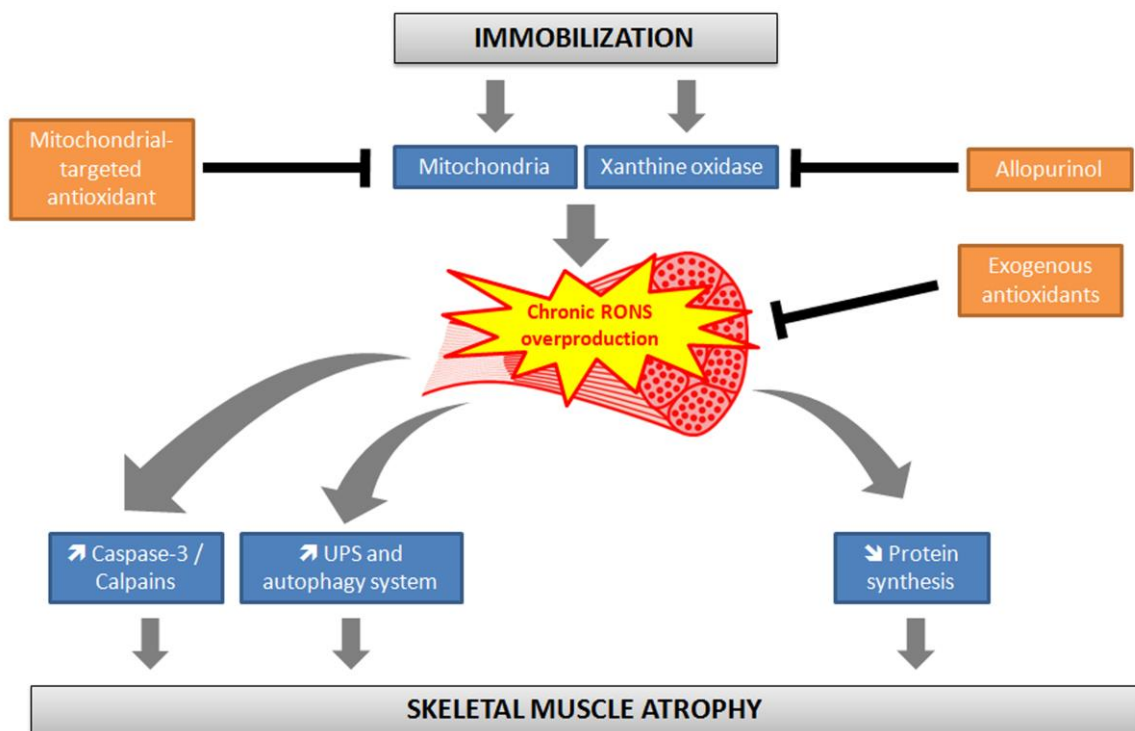 IMMOBILIZATION
Mitochondrial-
targeted
antioxidant
Mitochondria
Xanthine oxidase
Allopurinol
Exogenous
antioxidants
Chronic RONS
overproduction
Caspase-3 /
Calpains
UPS and
autophagy system
Protein
synthesis
SKELETAL MUSCLE ATROPHY